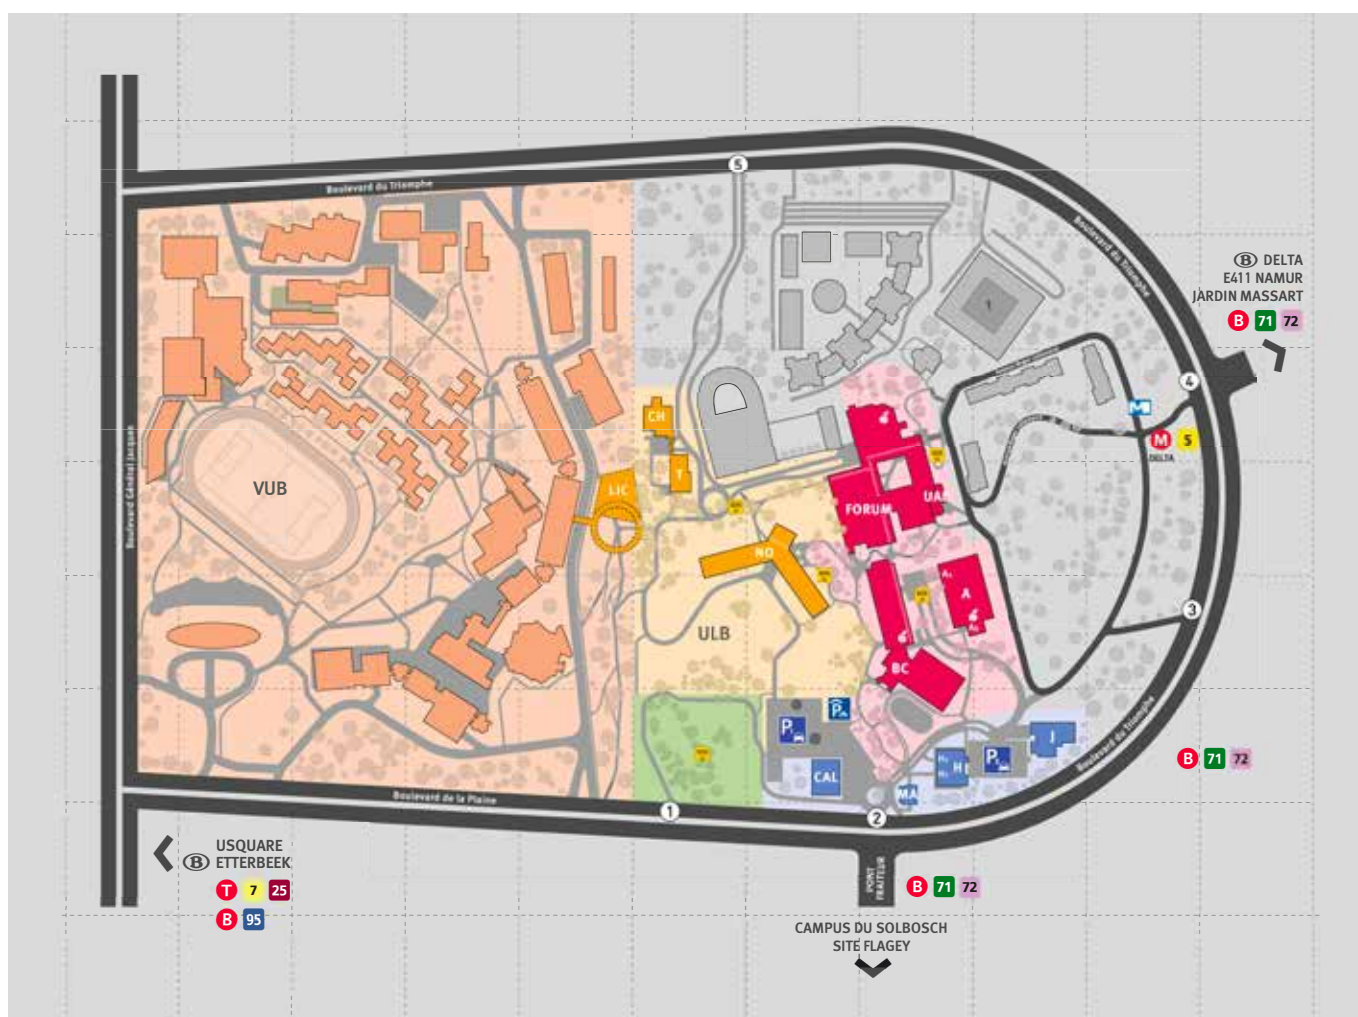 5
Boulevard du Triomphe
Boulevard du Triomphe
B DELTA
E411 NAMUR
JARDIN MASSART
B 71 72
4
M
M 5
DELTA
CH
T
LIC
VUB
Boulevard Général Jacques
FORUM
UA
NO
A1
A
A0
3
ULB
BC
P
P
CAL
H
P
J
MA
Boulevard du Triomphe
B 71 72
Boulevard de la Plaine
1
2
USQUARE
B ETTERBEEK
T 7 25
B 95
PONT
FRAITEUR
B 71 72
CAMPUS DU SOLBOSCH
SITE FLAGEY